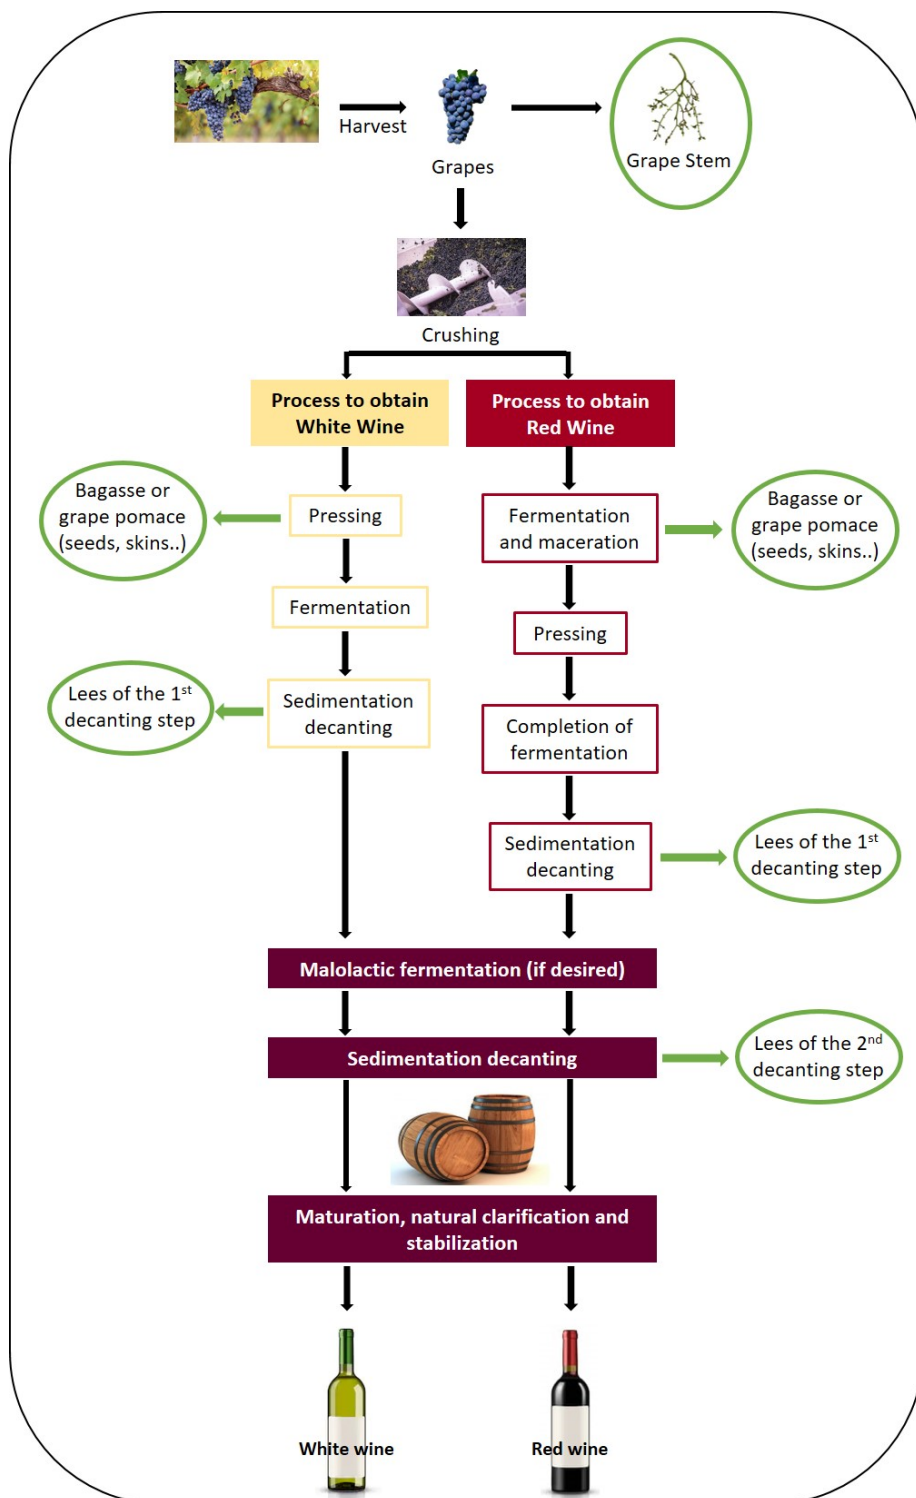 Harvest
Grapes
Grape Stem
Crushing
Process to obtain
White Wine
Process to obtain
Red Wine
Bagasse or
grape pomace
(seeds, skins..)
Pressing
Fermentation
and maceration
Bagasse or
grape pomace
(seeds, skins..)
Fermentation
Pressing
Lees of the 1st
decanting step
Sedimentation
decanting
Completion of
fermentation
Sedimentation
decanting
Lees of the 1st
decanting step
Malolactic fermentation (if desired)
Sedimentation decanting
Lees of the 2nd
decanting step
Maturation, natural clarification and
stabilization
White wine
Red wine